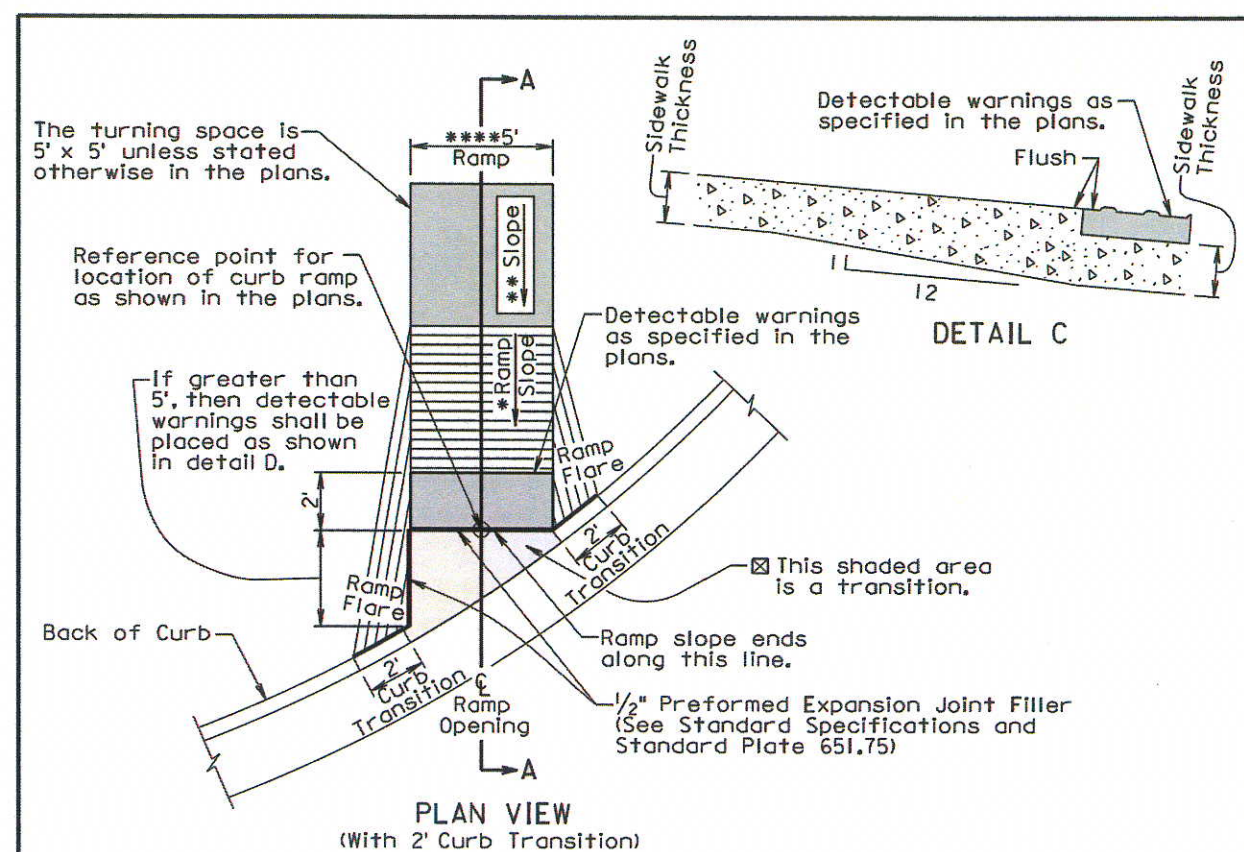 A
****5'
Ramp
The turning space is
5' x 5' unless stated
otherwise in the plans.
** Slope
Reference point for
location of curb ramp
as shown in the plans.
Detectable warnings
as specified in the
plans.
*Ramp
Slope
If greater than
5', then detectable
warnings shall be
placed as shown
in detail D.
2'
Ramp
Flare
2'
Curb
Transition
Ramp
Flare
☒ This shaded area
is a transition.
Back of Curb
Ramp slope ends
along this line.
2'
Curb
Transition
℄
Ramp
Opening
1/2" Preformed Expansion Joint Filler
(See Standard Specifications and
Standard Plate 651.75)
A
PLAN VIEW
(With 2' Curb Transition)
Sidewalk
Thickness
Detectable warnings as
specified in the plans.
Flush
Sidewalk
Thickness
1
12
DETAIL C